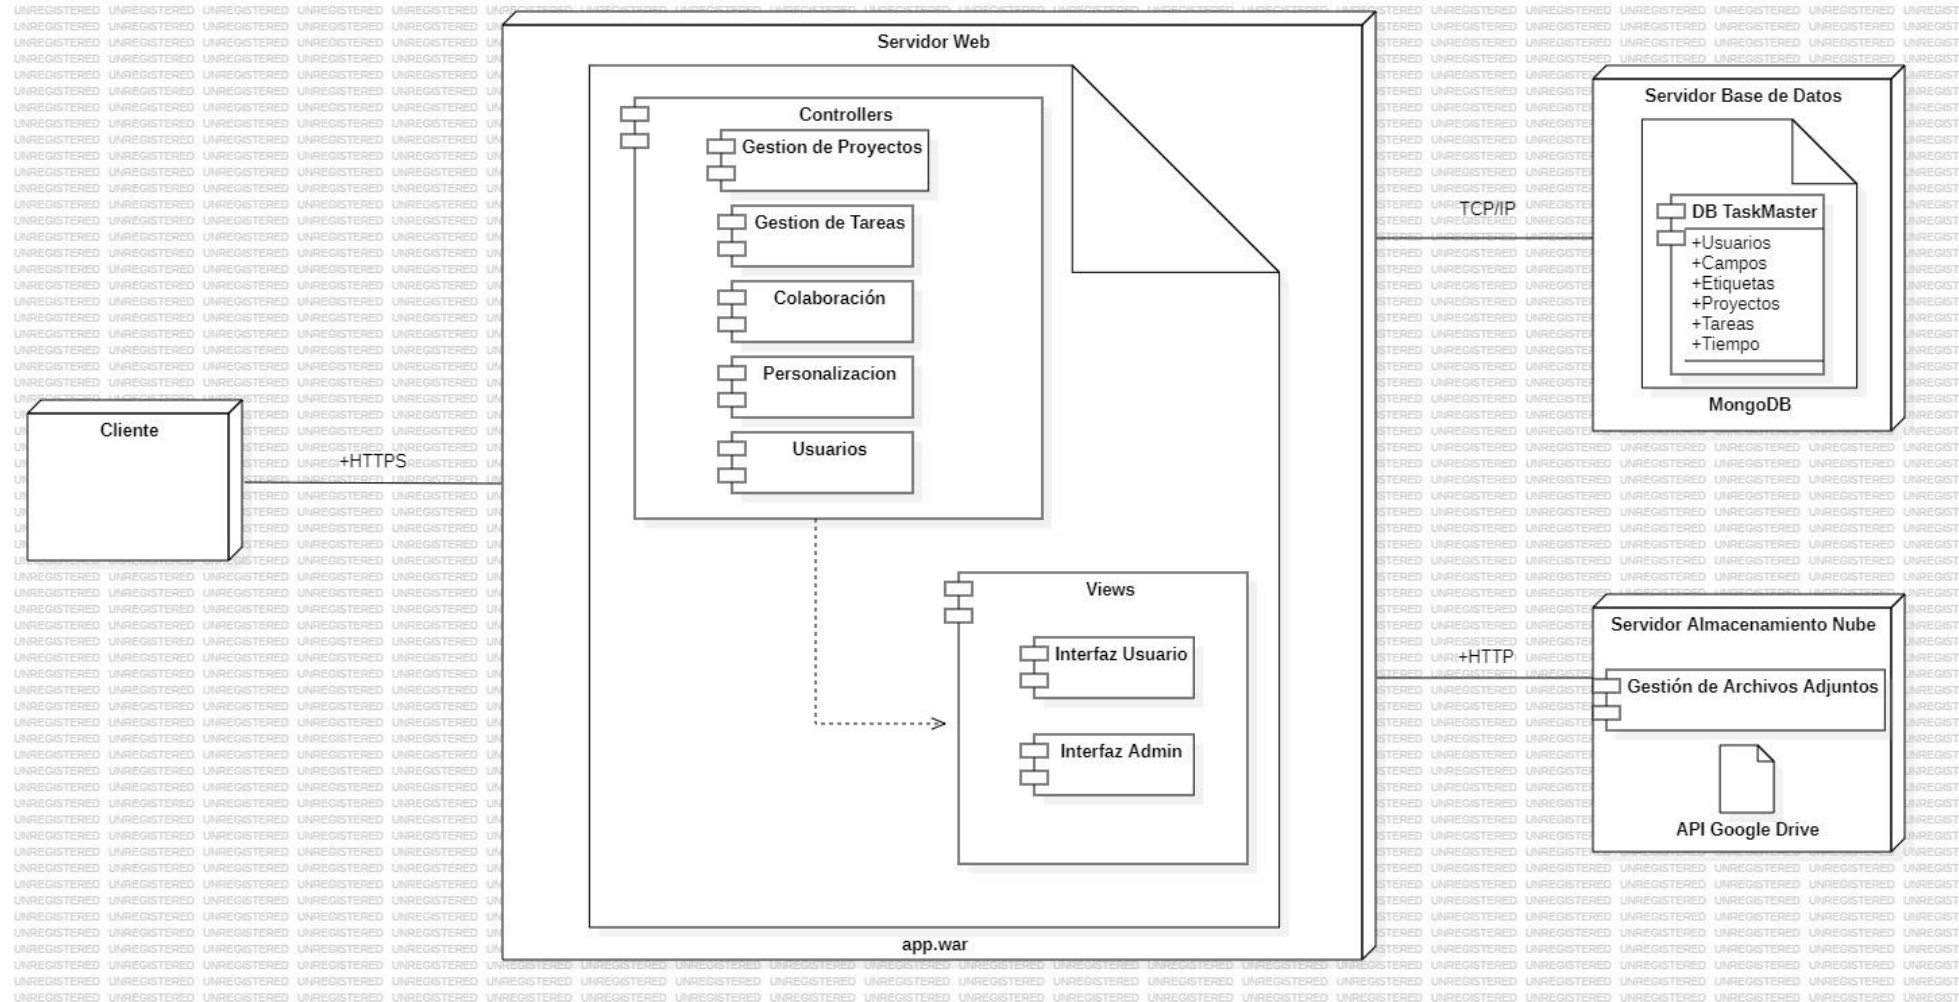 Servidor Web
Controllers
Gestion de Proyectos
Gestion de Tareas
Colaboración
Personalizacion
Usuarios
Views
Interfaz Usuario
Interfaz Admin
app.war
Cliente
+HTTPS
TCP/IP
Servidor Base de Datos
DB TaskMaster
+Usuarios
+Campos
+Etiquetas
+Proyectos
+Tareas
+Tiempo
MongoDB
+HTTP
Servidor Almacenamiento Nube
Gestión de Archivos Adjuntos
API Google Drive
UNREGISTERED